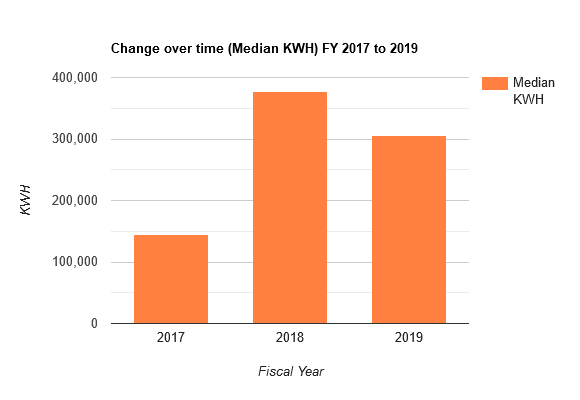 Change over time (Median KWH) FY 2017 to 2019
400,000
300,000
200,000
100,000
0
KWH
2017
2018
2019
Fiscal Year
Median
KWH